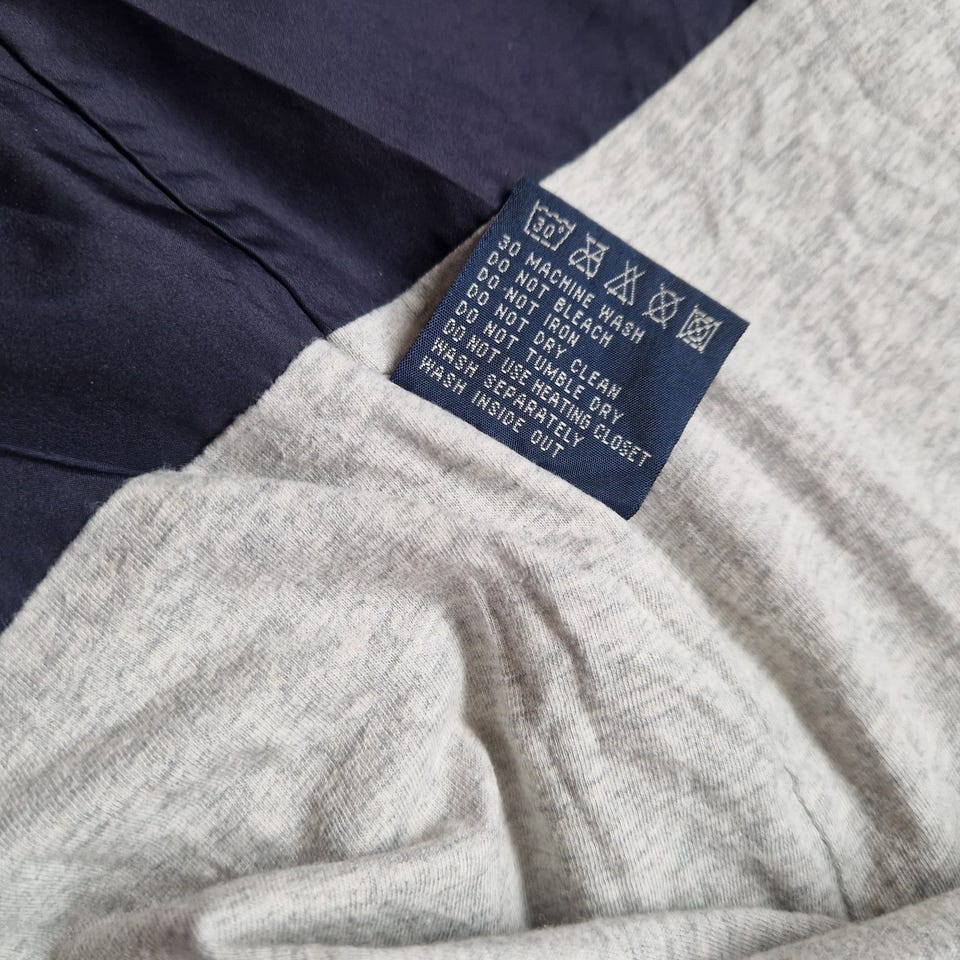 30°
30 MACHINE WASH
DO NOT BLEACH
DO NOT IRON
DO NOT DRY CLEAN
DO NOT TUMBLE DRY
DO NOT USE HEATING CLOSET
WASH SEPARATELY
WASH INSIDE OUT